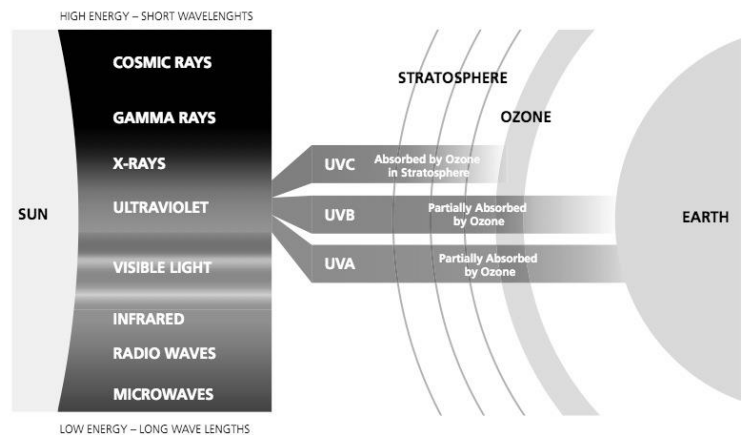 HIGH ENERGY – SHORT WAVELENGHTS
COSMIC RAYS
GAMMA RAYS
X-RAYS
ULTRAVIOLET
VISIBLE LIGHT
INFRARED
RADIO WAVES
MICROWAVES
SUN
STRATOSPHERE
OZONE
UVC
Absorbed by Ozone
in Stratosphere
UVB
Partially Absorbed
by Ozone
UVA
Partially Absorbed
by Ozone
EARTH
LOW ENERGY – LONG WAVE LENGTHS